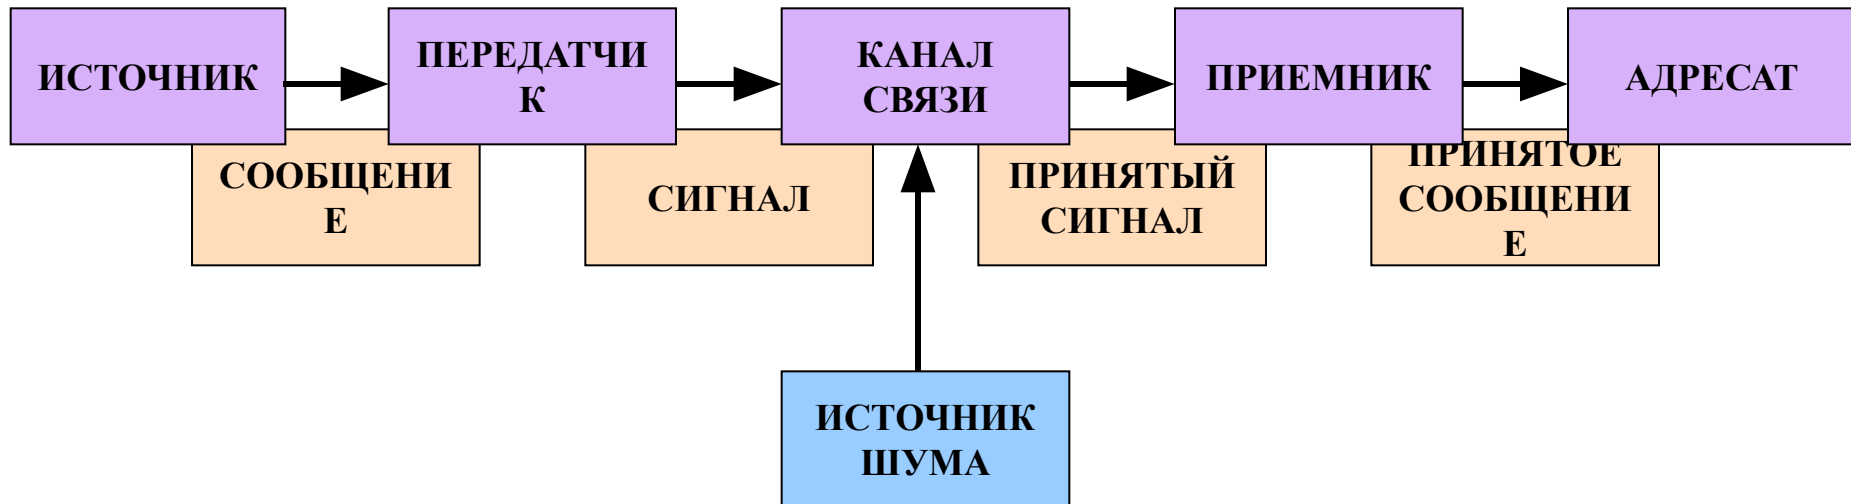 ИСТОЧНИК
ПЕРЕДАТЧИ
К
КАНАЛ
СВЯЗИ
ПРИЕМНИК
АДРЕСАТ
СООБЩЕНИ
Е
СИГНАЛ
ПРИНЯТЫЙ
СИГНАЛ
ПРИНЯТОЕ
СООБЩЕНИ
Е
ИСТОЧНИК
ШУМА